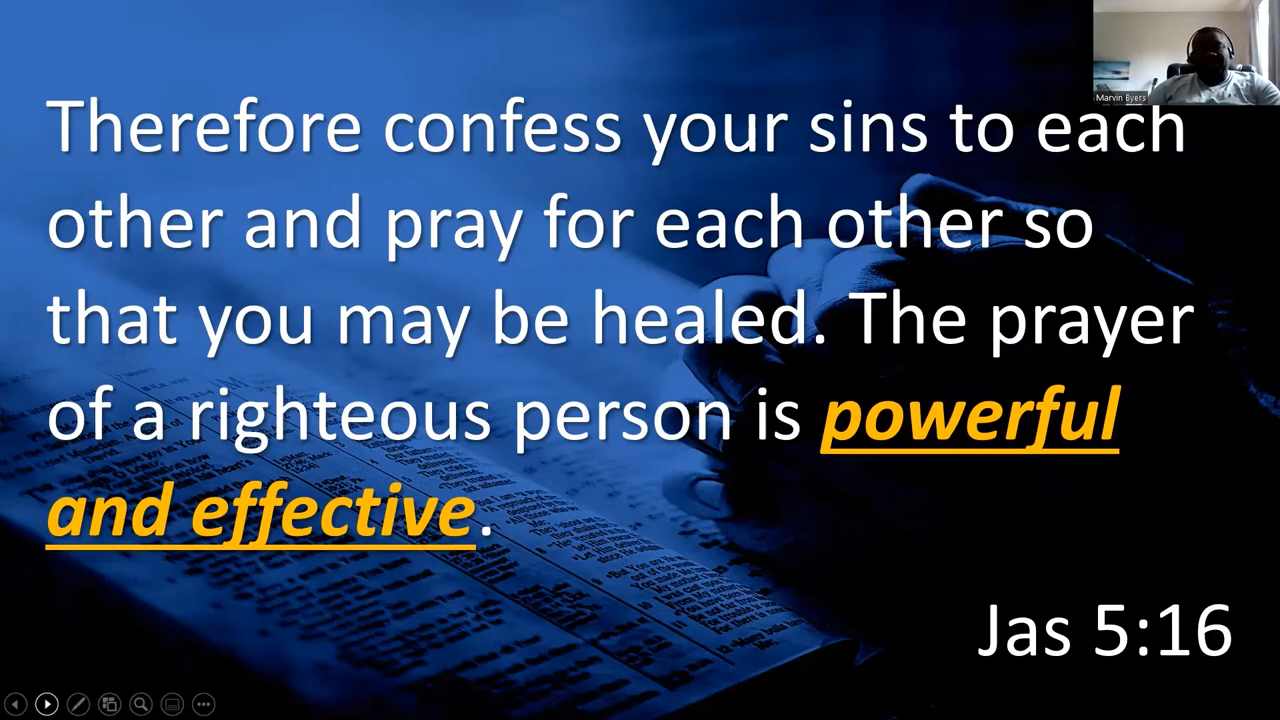 Marvin Byers
Therefore confess your sins to each
other and pray for each other so
that you may be healed. The prayer
of a righteous person is powerful
and effective.
Jas 5:16